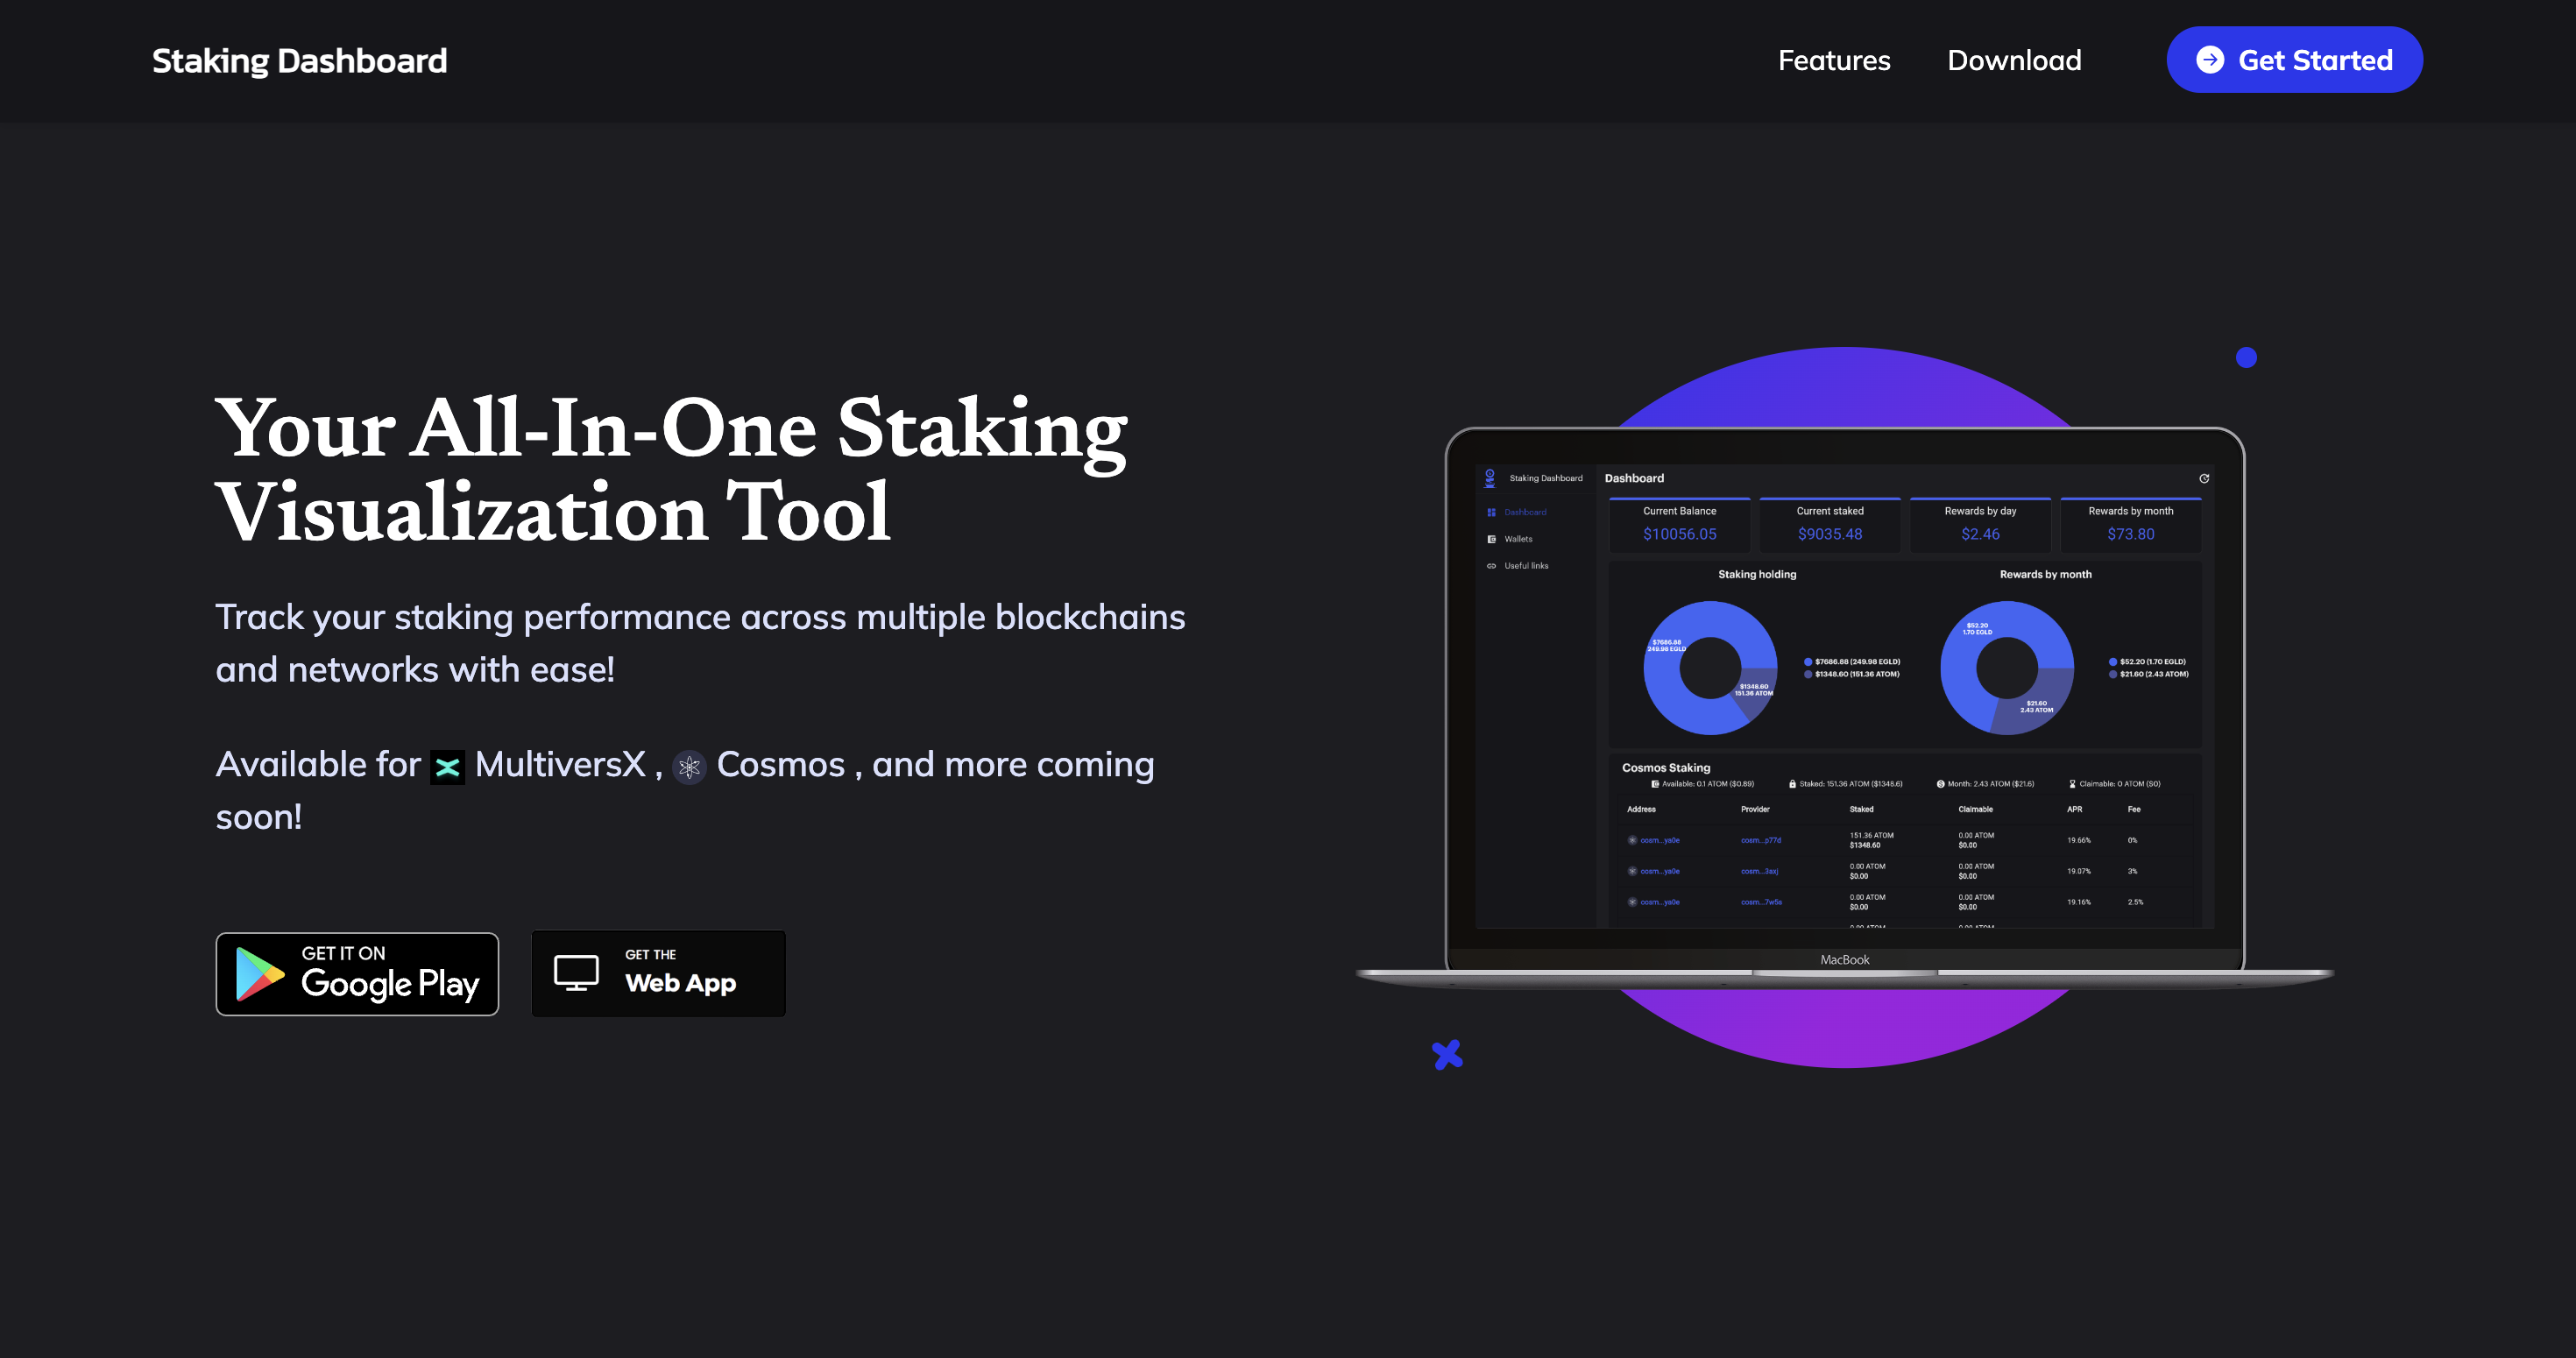 Staking Dashboard
Features
Download
Get Started
Your All-In-One Staking
Visualization Tool
Track your staking performance across multiple blockchains
and networks with ease!
Available for MultiversX , Cosmos , and more coming
soon!
GET IT ON
Google Play
GET THE
Web App
Staking Dashboard
Dashboard
Wallets
Useful links
Dashboard
Current Balance
$10056.05
Current staked
$9035.48
Rewards by day
$2.46
Rewards by month
$73.80
Staking holding
$7686.88
249.98 EGLD
$1348.60
151.36 ATOM
$7686.88 (249.98 EGLD)
$1348.60 (151.36 ATOM)
Rewards by month
$52.20
1.70 EGLD
$21.60
2.43 ATOM
$52.20 (1.70 EGLD)
$21.60 (2.43 ATOM)
Cosmos Staking
Available: 0.1 ATOM ($0.89) Staked: 151.36 ATOM ($1348.6) Month: 2.43 ATOM ($21.6) Claimable: 0 ATOM ($0)
Address Provider Staked Claimable APR Fee
cosm...ya0e cosm...p77d 151.36 ATOM 0.00 ATOM 19.66% 0%
$1348.60 $0.00
cosm...ya0e cosm...3asj 0.00 ATOM 0.00 ATOM 19.07% 3%
$0.00 $0.00
cosm...ya0e cosm...7w5s 0.00 ATOM 0.00 ATOM 19.16% 2.5%
$0.00 $0.00
MacBook